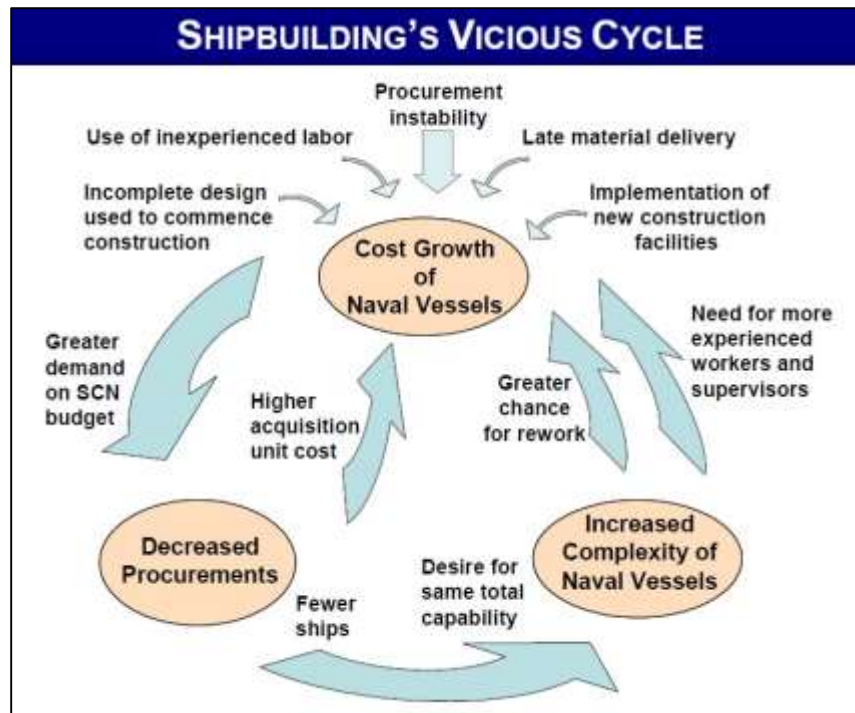 SHIPBUILDING'S VICIOUS CYCLE
Procurement
instability
Use of inexperienced labor
Late material delivery
Incomplete design
used to commence
construction
Implementation of
new construction
facilities
Cost Growth
of
Naval Vessels
Greater
demand
on SCN
budget
Higher
acquisition
unit cost
Greater
chance
for rework
Need for more
experienced
workers and
supervisors
Decreased
Procurements
Increased
Complexity of
Naval Vessels
Fewer
ships
Desire for
same total
capability